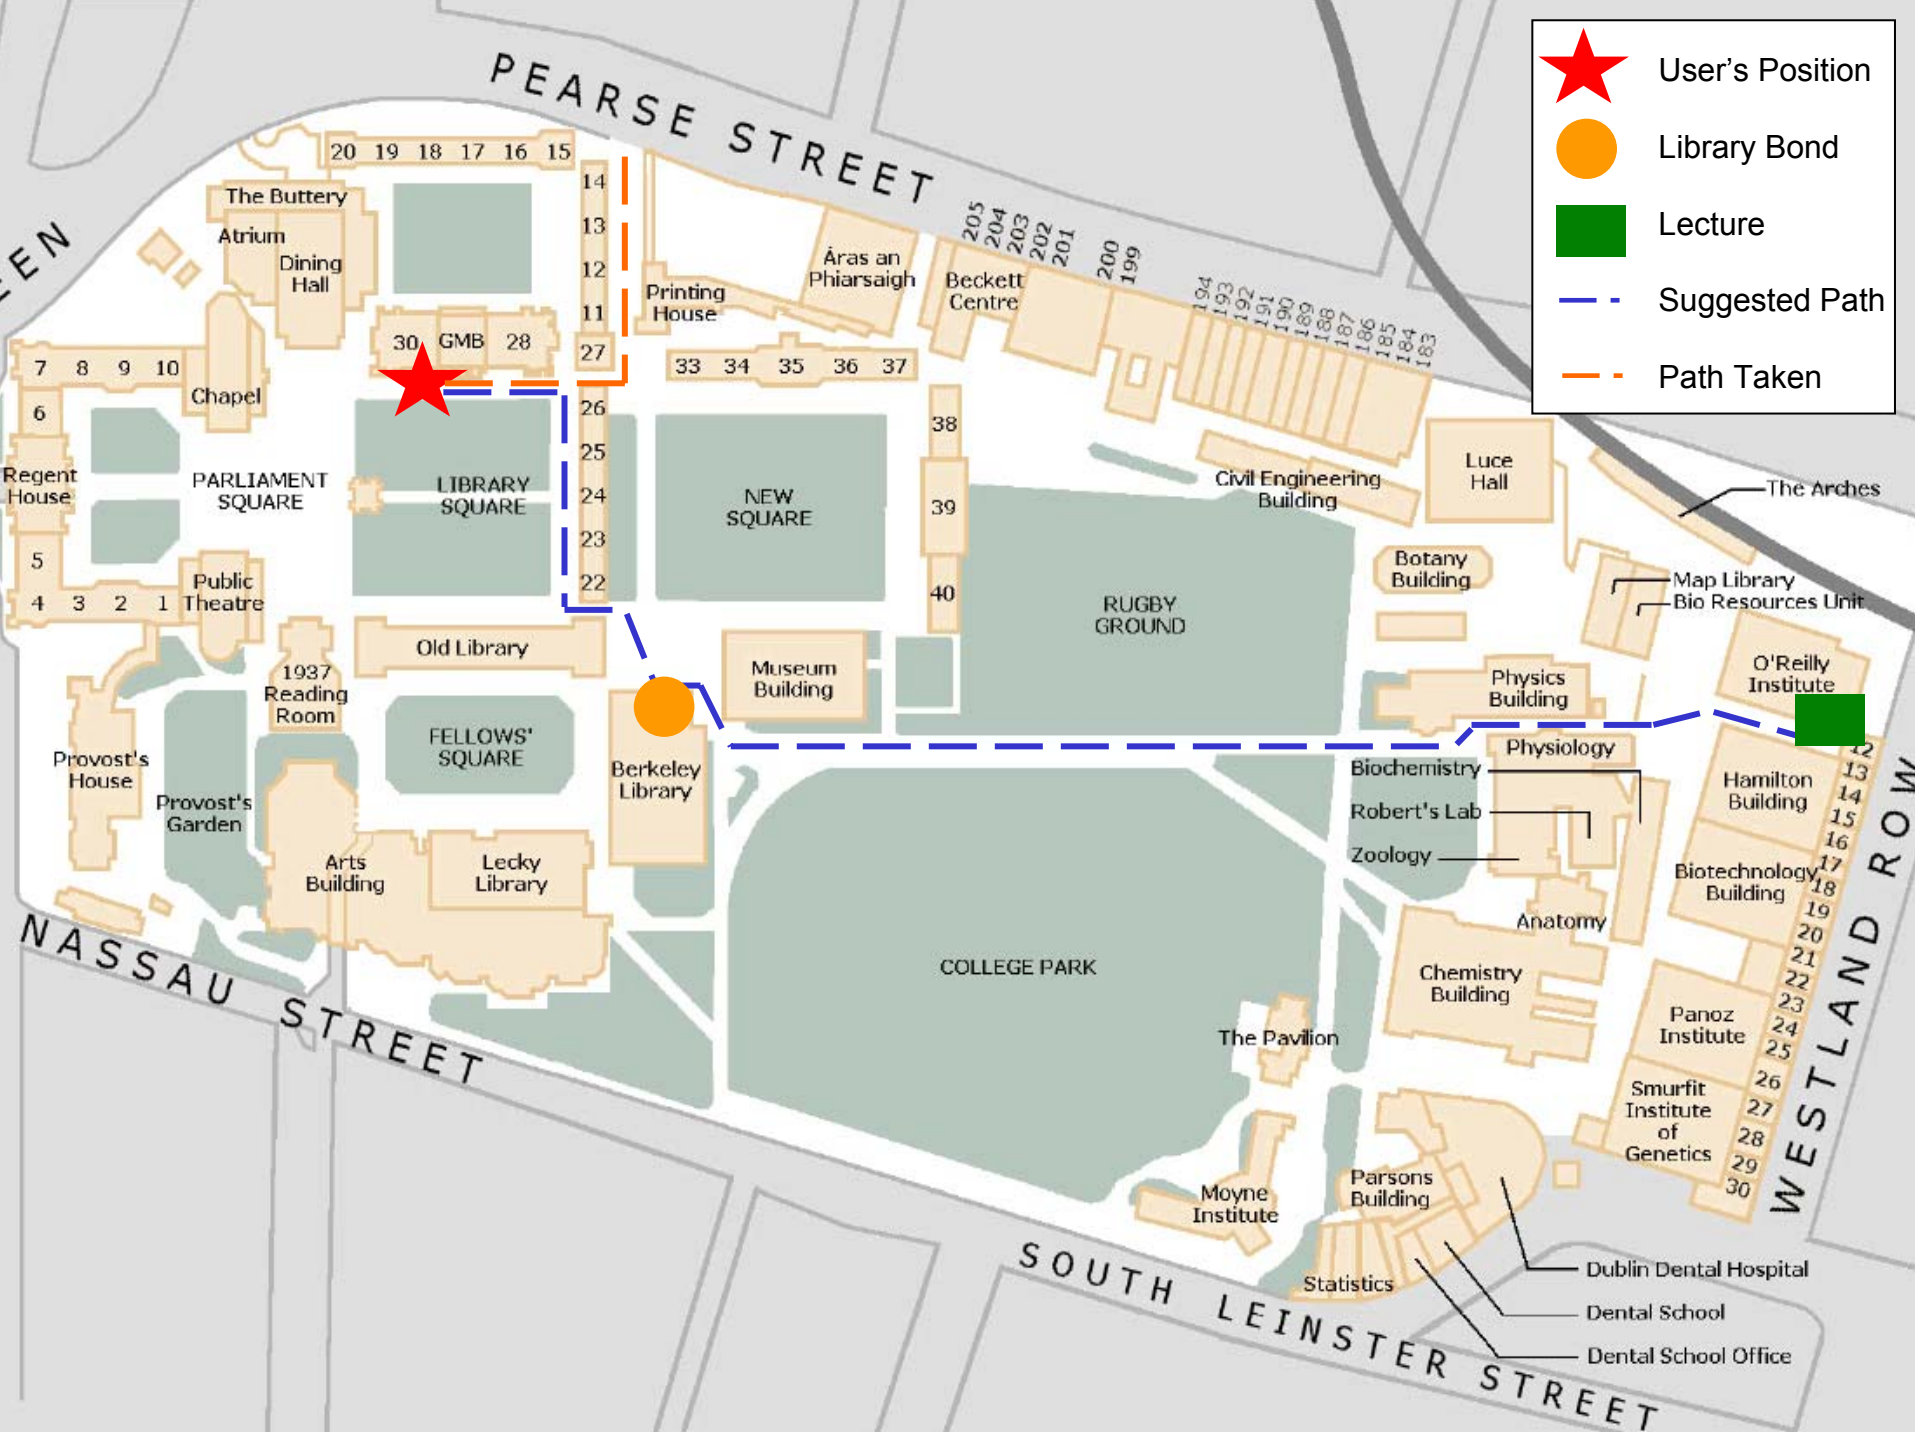 PEARSE STREET
User's Position
Library Bond
Lecture
Suggested Path
Path Taken
20 19 18 17 16 15
The Buttery
Atrium
Dining
Hall
14
13
12
11
27
Printing
House
Áras an
Phiarsaigh
Beckett
Centre
205
204
203
202
201
200
199
194
193
192
191
190
189
188
187
186
185
184
183
EEN
30 GMB 28
33 34 35 36 37
7 8 9 10
Chapel
6
Regent
House
5
4 3 2 1
Public
Theatre
PARLIAMENT
SQUARE
LIBRARY
SQUARE
26
25
24
23
22
NEW
SQUARE
38
39
40
RUGBY
GROUND
Civil Engineering
Building
Luce
Hall
The Arches
Botany
Building
Map Library
Bio Resources Unit
O'Reilly
Institute
Old Library
1937
Reading
Room
Museum
Building
Physics
Building
Provost's
House
Provost's
Garden
FELLOWS'
SQUARE
Berkeley
Library
Physiology
Biochemistry
Robert's Lab
Zoology
Hamilton
Building
12
13
14
15
16
17
18
19
20
21
22
23
24
25
26
27
28
29
30
Arts
Building
Lecky
Library
Biotechnology
Building
Anatomy
COLLEGE PARK
Chemistry
Building
Panoz
Institute
The Pavilion
Smurfit
Institute
of
Genetics
Moyne
Institute
Parsons
Building
Statistics
Dublin Dental Hospital
Dental School
Dental School Office
NASSAU STREET
SOUTH LEINSTER STREET
WESTLAND ROW